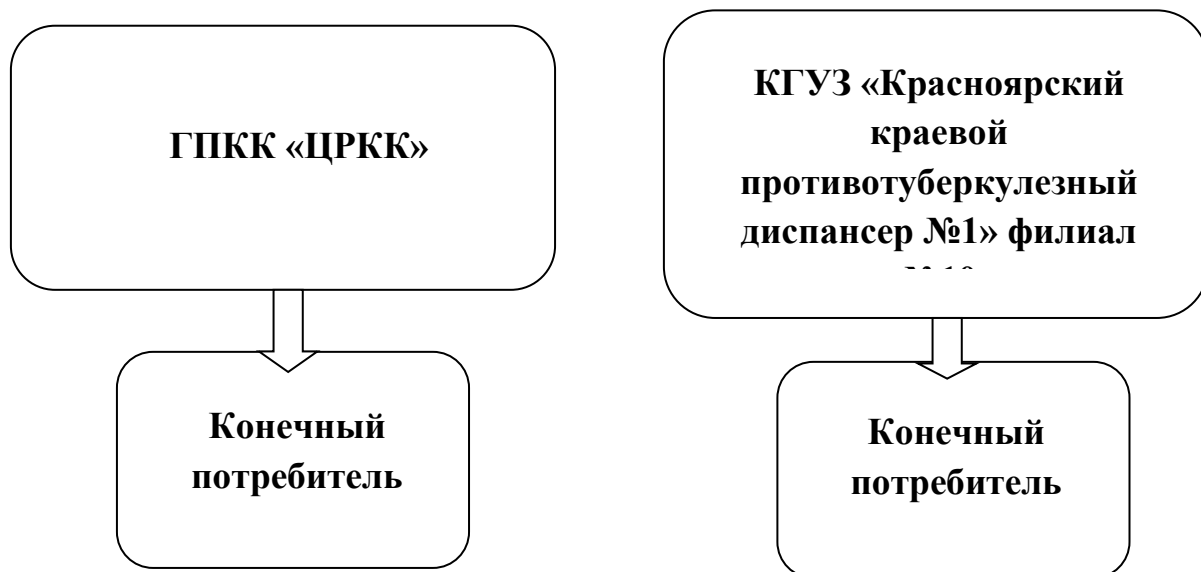 ГПКК «ЦРКК»
Конечный
потребитель
КГУЗ «Красноярский
краевой
противотуберкулезный
диспансер №1» филиал
Конечный
потребитель